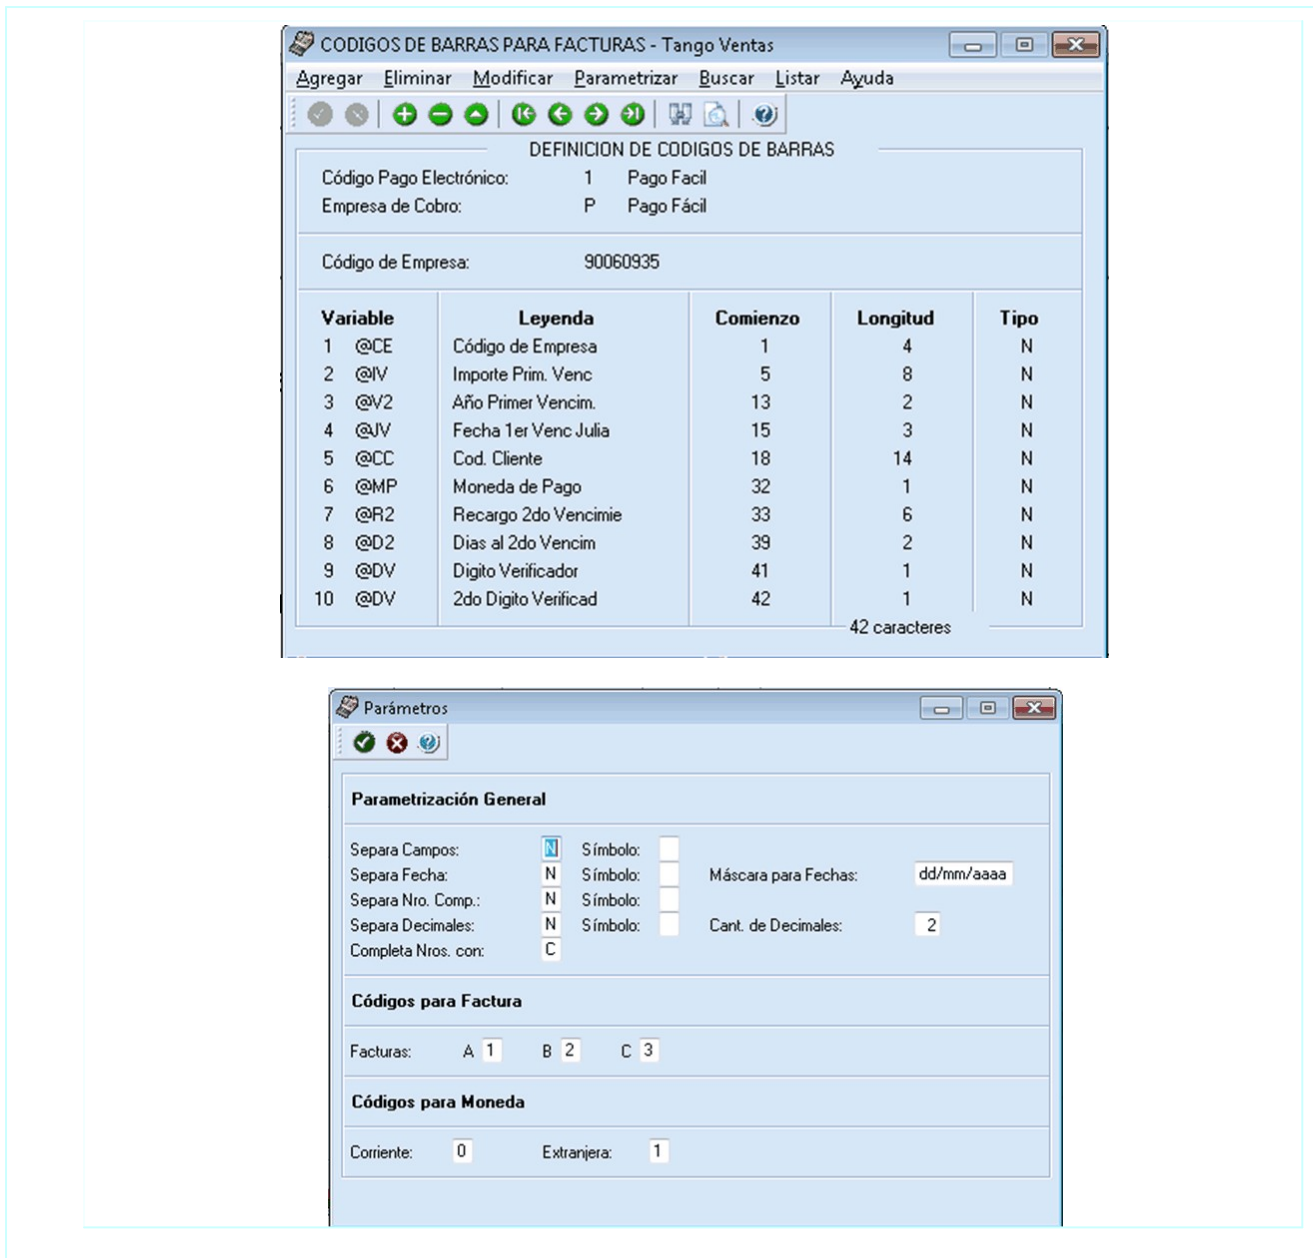 CODIGOS DE BARRAS PARA FACTURAS - Tango Ventas
Agregar Eliminar Modificar Parametrizar Buscar Listar Ayuda
DEFINICION DE CODIGOS DE BARRAS
Código Pago Electrónico: 1 Pago Facil
Empresa de Cobro: P Pago Fácil
Código de Empresa: 90060935
Variable Leyenda Comienzo Longitud Tipo
1 @CE Código de Empresa 1 4 N
2 @IV Importe Prim. Venc 5 8 N
3 @V2 Año Primer Vencim. 13 2 N
4 @JV Fecha 1er Venc Julia 15 3 N
5 @CC Cod. Cliente 18 14 N
6 @MP Moneda de Pago 32 1 N
7 @R2 Recargo 2do Vencimie 33 6 N
8 @D2 Dias al 2do Vencim 39 2 N
9 @DV Digito Verificador 41 1 N
10 @DV 2do Digito Verificad 42 1 N
42 caracteres
Parámetros
Parametrización General
Separa Campos: N Símbolo:
Separa Fecha: N Símbolo: Máscara para Fechas: dd/mm/aaaa
Separa Nro. Comp.: N Símbolo:
Separa Decimales: N Símbolo: Cant. de Decimales: 2
Completa Nros. con: C
Códigos para Factura
Facturas: A 1 B 2 C 3
Códigos para Moneda
Corriente: 0 Extranjera: 1